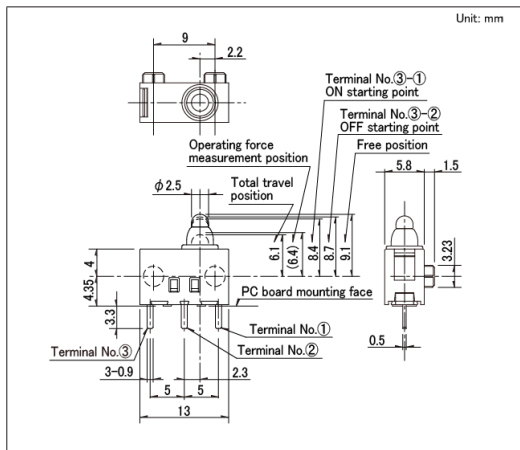 Unit: mm
9
2.2
Terminal No.③-①
ON starting point
Terminal No.③-②
OFF starting point
Operating force
measurement position
Free position
5.8
1.5
φ2.5
Total travel
position
6.1
(6.4)
8.4
8.7
9.1
3.23
4
4.35
PC board mounting face
3.3
Terminal No.①
Terminal No.②
Terminal No.③
0.5
3-0.9
2.3
5
5
13